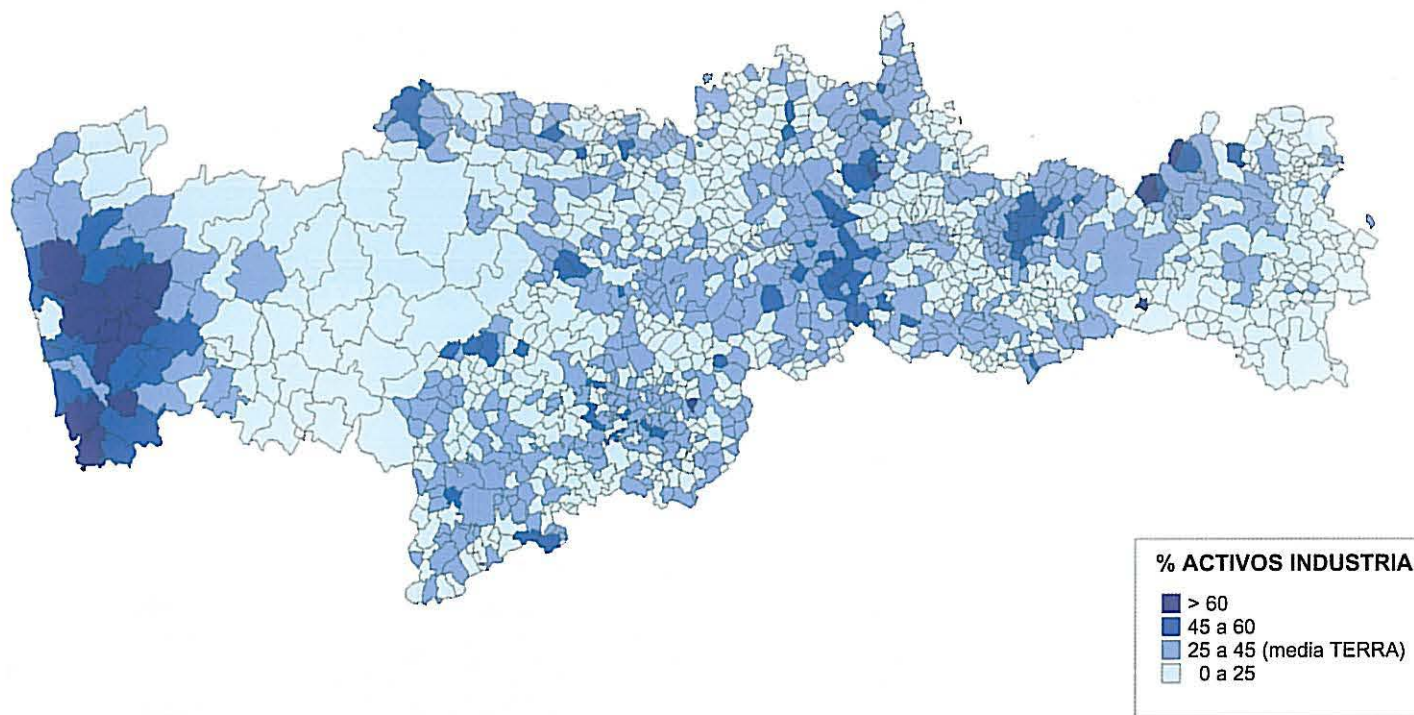 % ACTIVOS INDUSTRIA
> 60
45 a 60
25 a 45 (media TERRA)
0 a 25